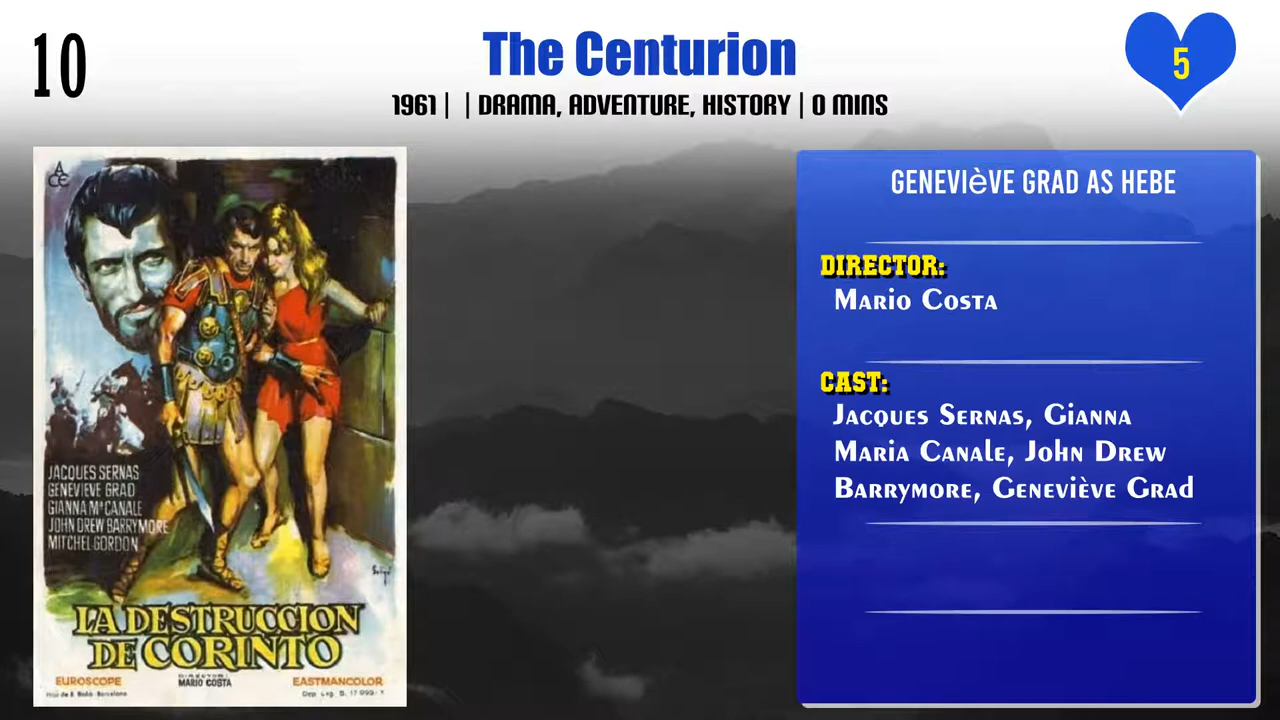 10
The Centurion
5
1961 | | DRAMA, ADVENTURE, HISTORY | 0 MINS
A
CE
JACQUES SERNAS
GENEVIEVE GRAD
GIANNA Mª CANALE
JOHN DREW BARRYMORE
MITCHEL GORDON
LA DESTRUCCION
DE CORINTO
EUROSCOPE
DIRECTOR:
MARIO COSTA
EASTMANCOLOR
GENEVIèVE GRAD AS HEBE
DIRECTOR:
Mario Costa
CAST:
Jacques Sernas, Gianna
Maria Canale, John Drew
Barrymore, Geneviève Grad